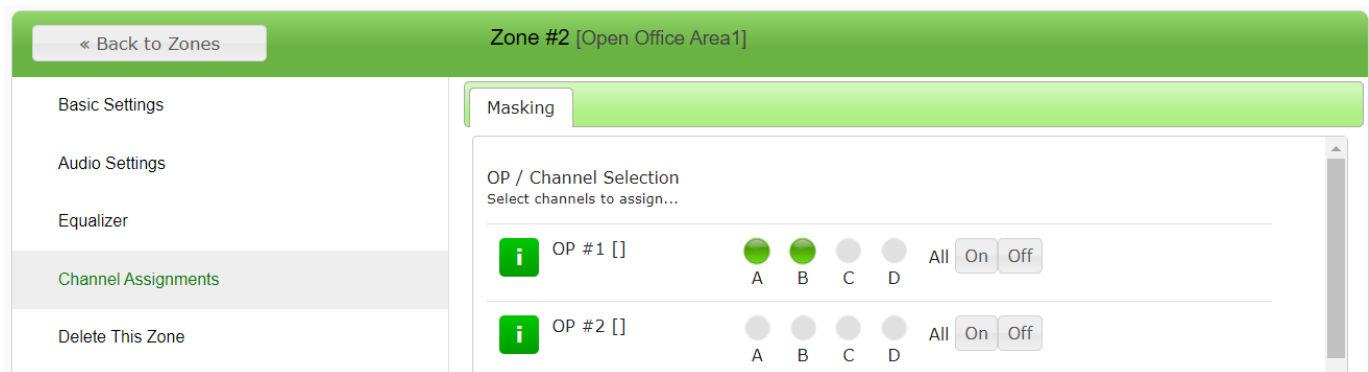 « Back to Zones
Zone #2 [Open Office Area1]
Basic Settings
Audio Settings
Equalizer
Channel Assignments
Delete This Zone
Masking
OP / Channel Selection
Select channels to assign...
i OP #1 [] All On Off
A B C D
i OP #2 [] All On Off
A B C D